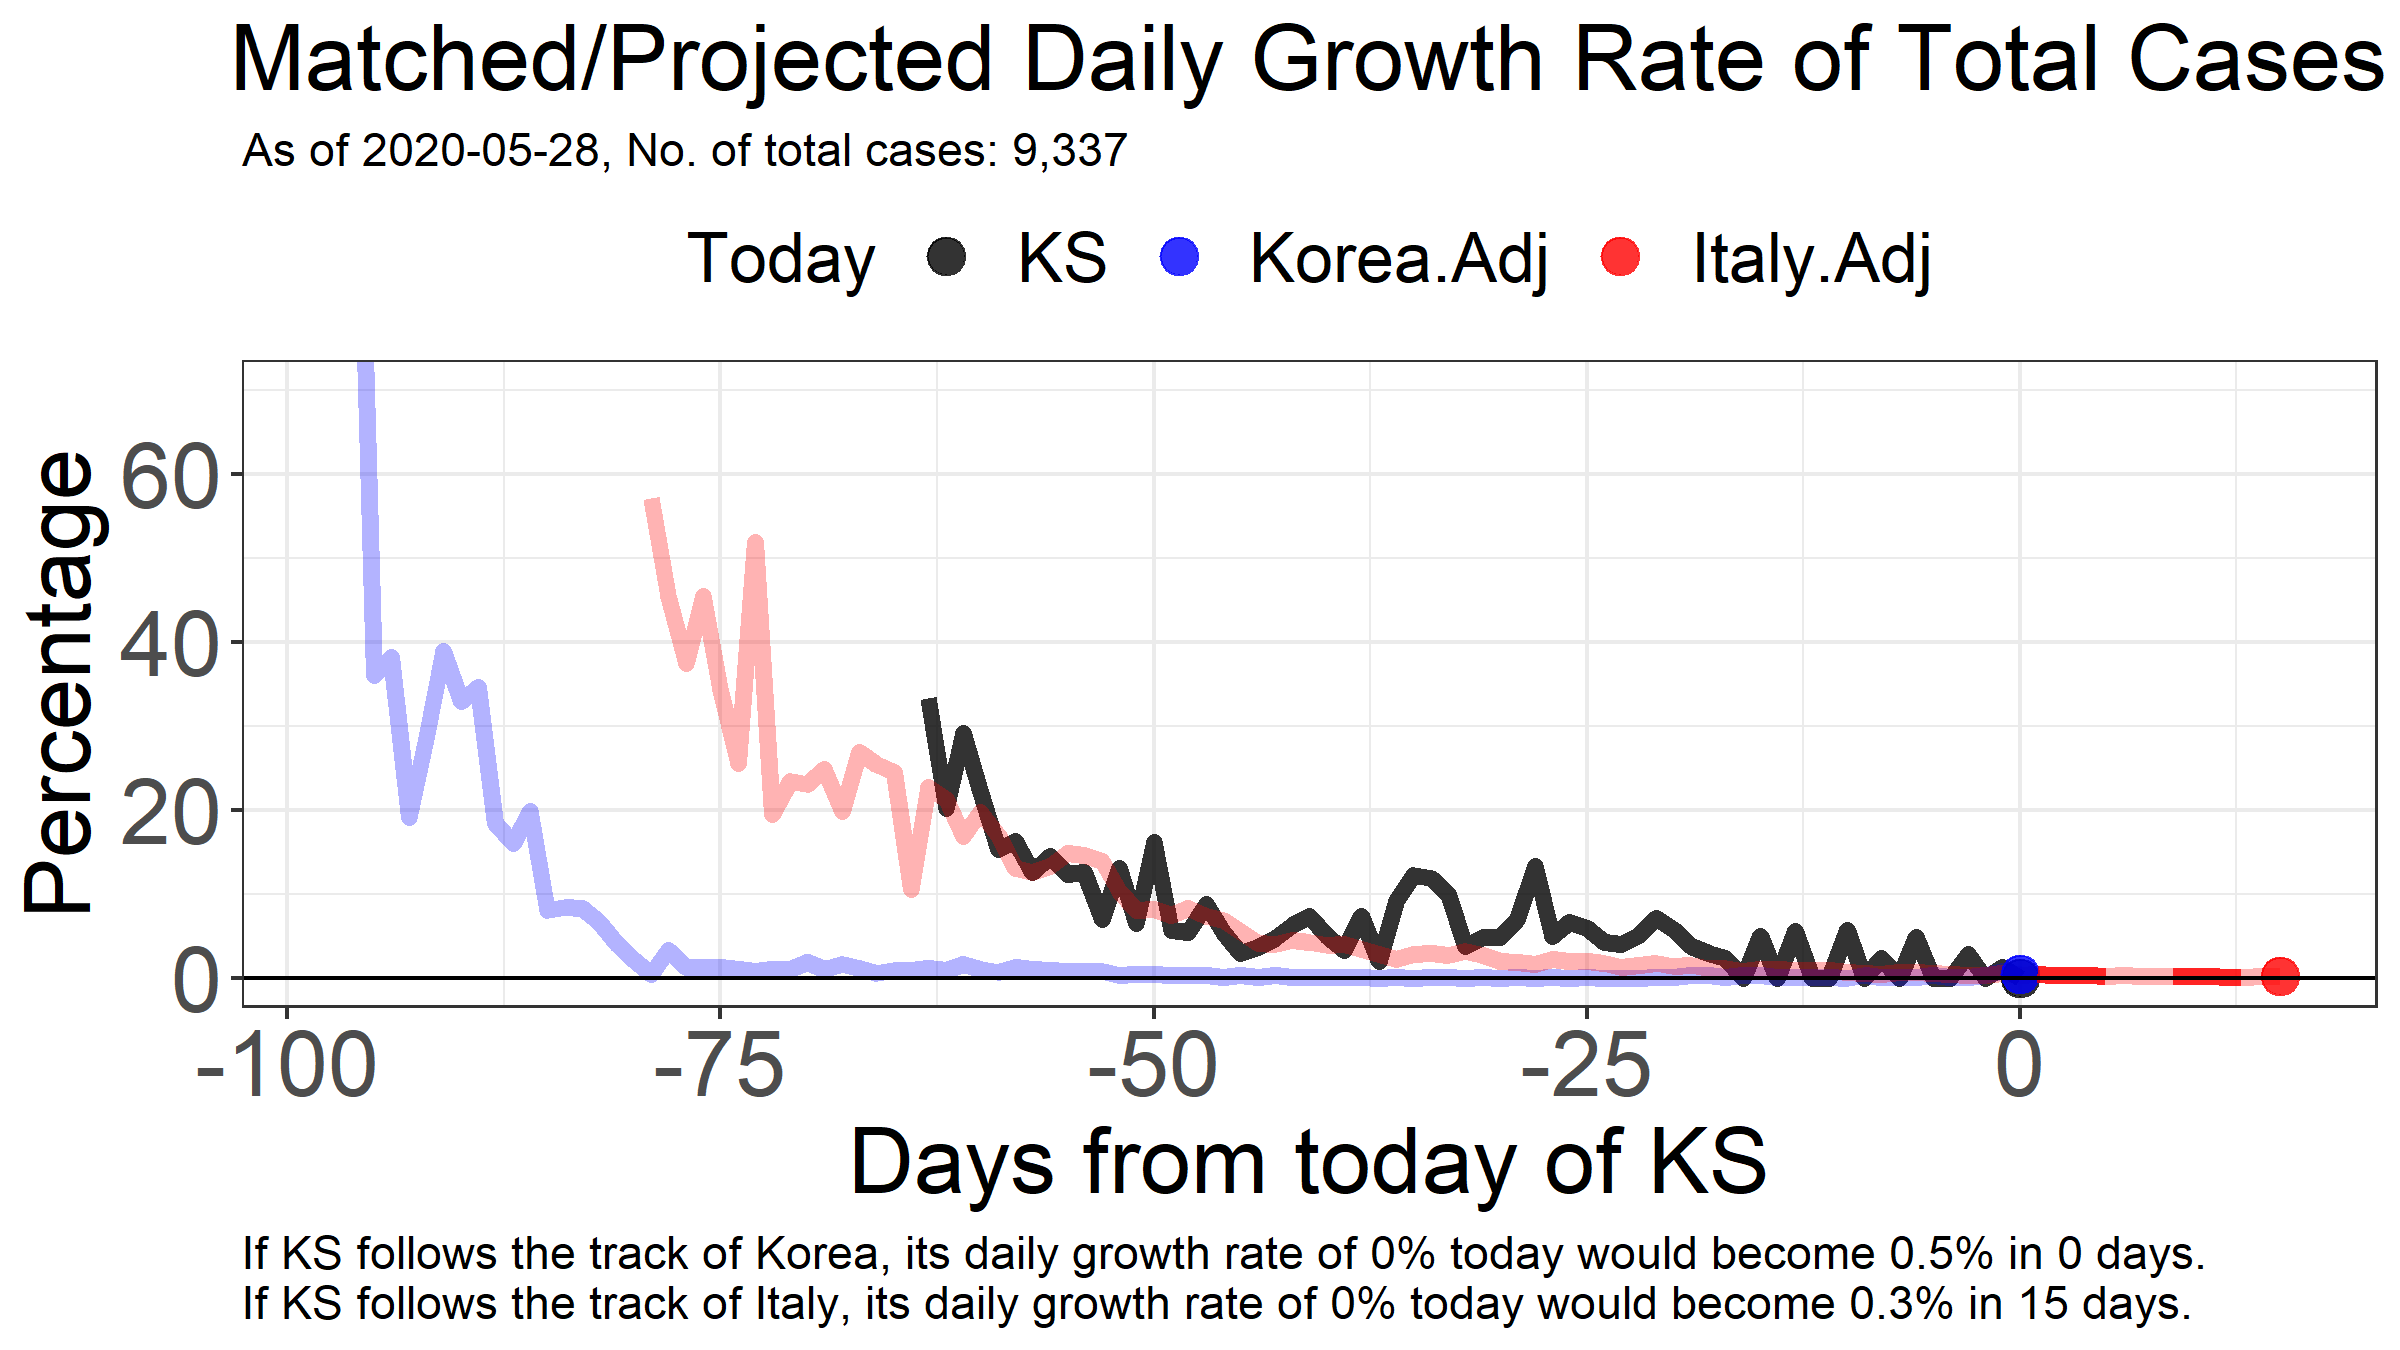 Matched/Projected Daily Growth Rate of Total Cases
As of 2020-05-28, No. of total cases: 9,337
Today KS Korea.Adj Italy.Adj
Percentage
60
40
20
0
-100 -75 -50 -25 0
Days from today of KS
If KS follows the track of Korea, its daily growth rate of 0% today would become 0.5% in 0 days.
If KS follows the track of Italy, its daily growth rate of 0% today would become 0.3% in 15 days.